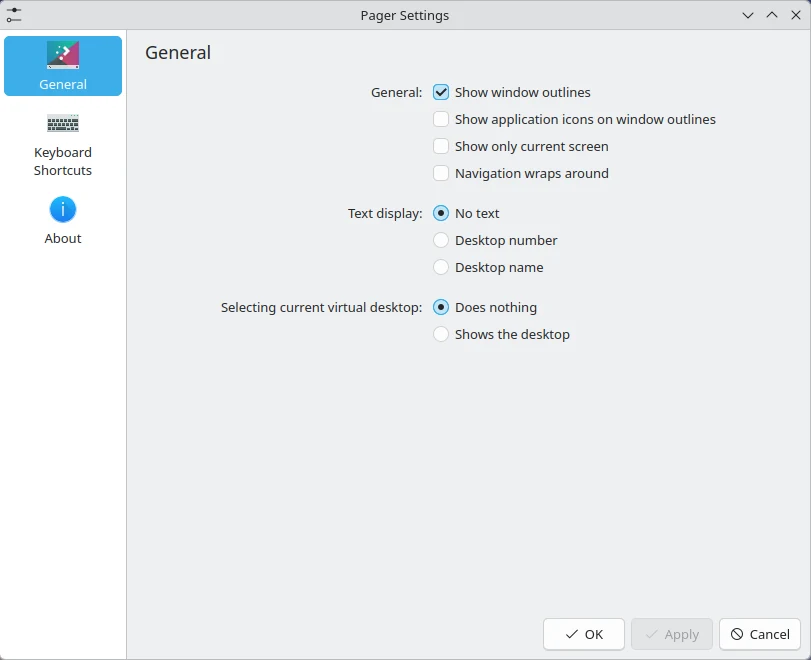 Pager Settings
General
Keyboard
Shortcuts
About
General
General: Show window outlines
Show application icons on window outlines
Show only current screen
Navigation wraps around
Text display: No text
Desktop number
Desktop name
Selecting current virtual desktop: Does nothing
Shows the desktop
OK Apply Cancel